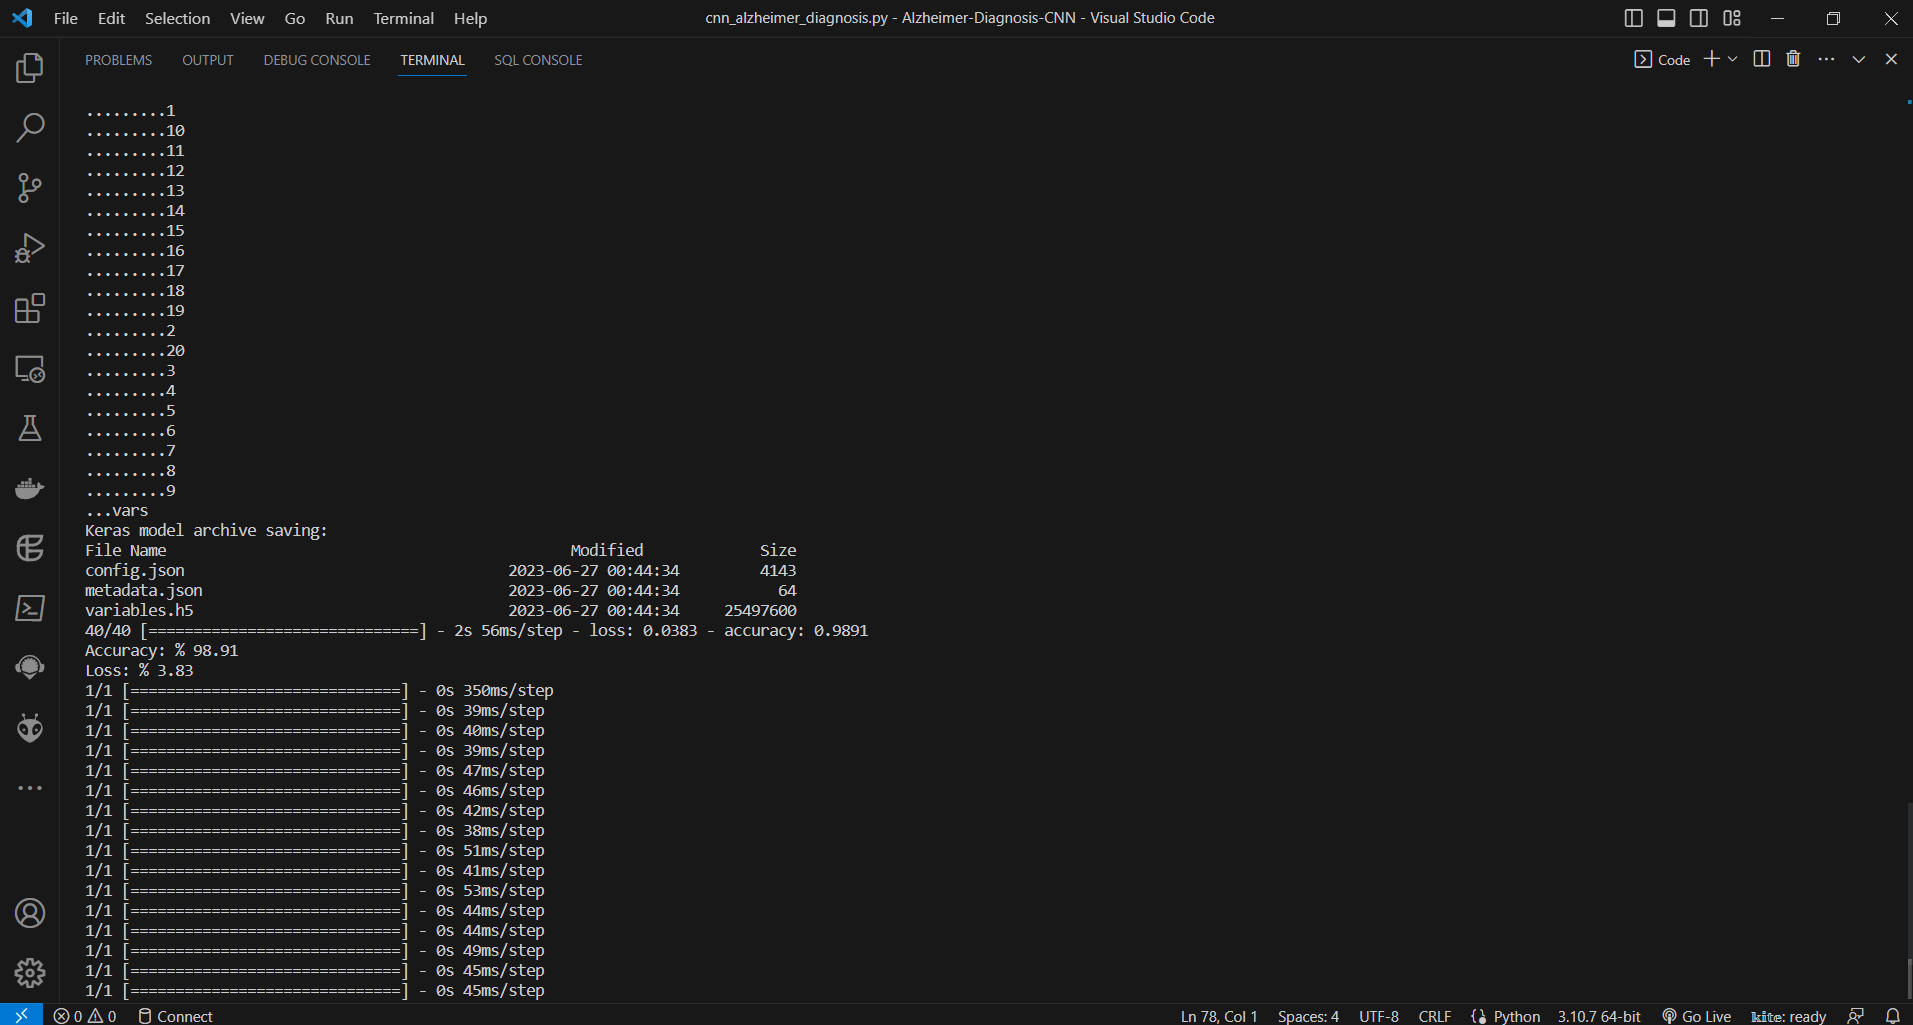 File Edit Selection View Go Run Terminal Help cnn_alzheimer_diagnosis.py - Alzheimer-Diagnosis-CNN - Visual Studio Code
PROBLEMS OUTPUT DEBUG CONSOLE TERMINAL SQL CONSOLE Code
.........1
.........10
.........11
.........12
.........13
.........14
.........15
.........16
.........17
.........18
.........19
.........2
.........20
.........3
.........4
.........5
.........6
.........7
.........8
.........9
...vars
Keras model archive saving:
File Name Modified Size
config.json 2023-06-27 00:44:34 4143
metadata.json 2023-06-27 00:44:34 64
variables.h5 2023-06-27 00:44:34 25497600
40/40 [==============================] - 2s 56ms/step - loss: 0.0383 - accuracy: 0.9891
Accuracy: % 98.91
Loss: % 3.83
1/1 [==============================] - 0s 350ms/step
1/1 [==============================] - 0s 39ms/step
1/1 [==============================] - 0s 40ms/step
1/1 [==============================] - 0s 39ms/step
1/1 [==============================] - 0s 47ms/step
1/1 [==============================] - 0s 46ms/step
1/1 [==============================] - 0s 42ms/step
1/1 [==============================] - 0s 38ms/step
1/1 [==============================] - 0s 51ms/step
1/1 [==============================] - 0s 41ms/step
1/1 [==============================] - 0s 53ms/step
1/1 [==============================] - 0s 44ms/step
1/1 [==============================] - 0s 44ms/step
1/1 [==============================] - 0s 49ms/step
1/1 [==============================] - 0s 45ms/step
1/1 [==============================] - 0s 45ms/step
0 0 Connect Ln 78, Col 1 Spaces: 4 UTF-8 CRLF Python 3.10.7 64-bit Go Live kite: ready